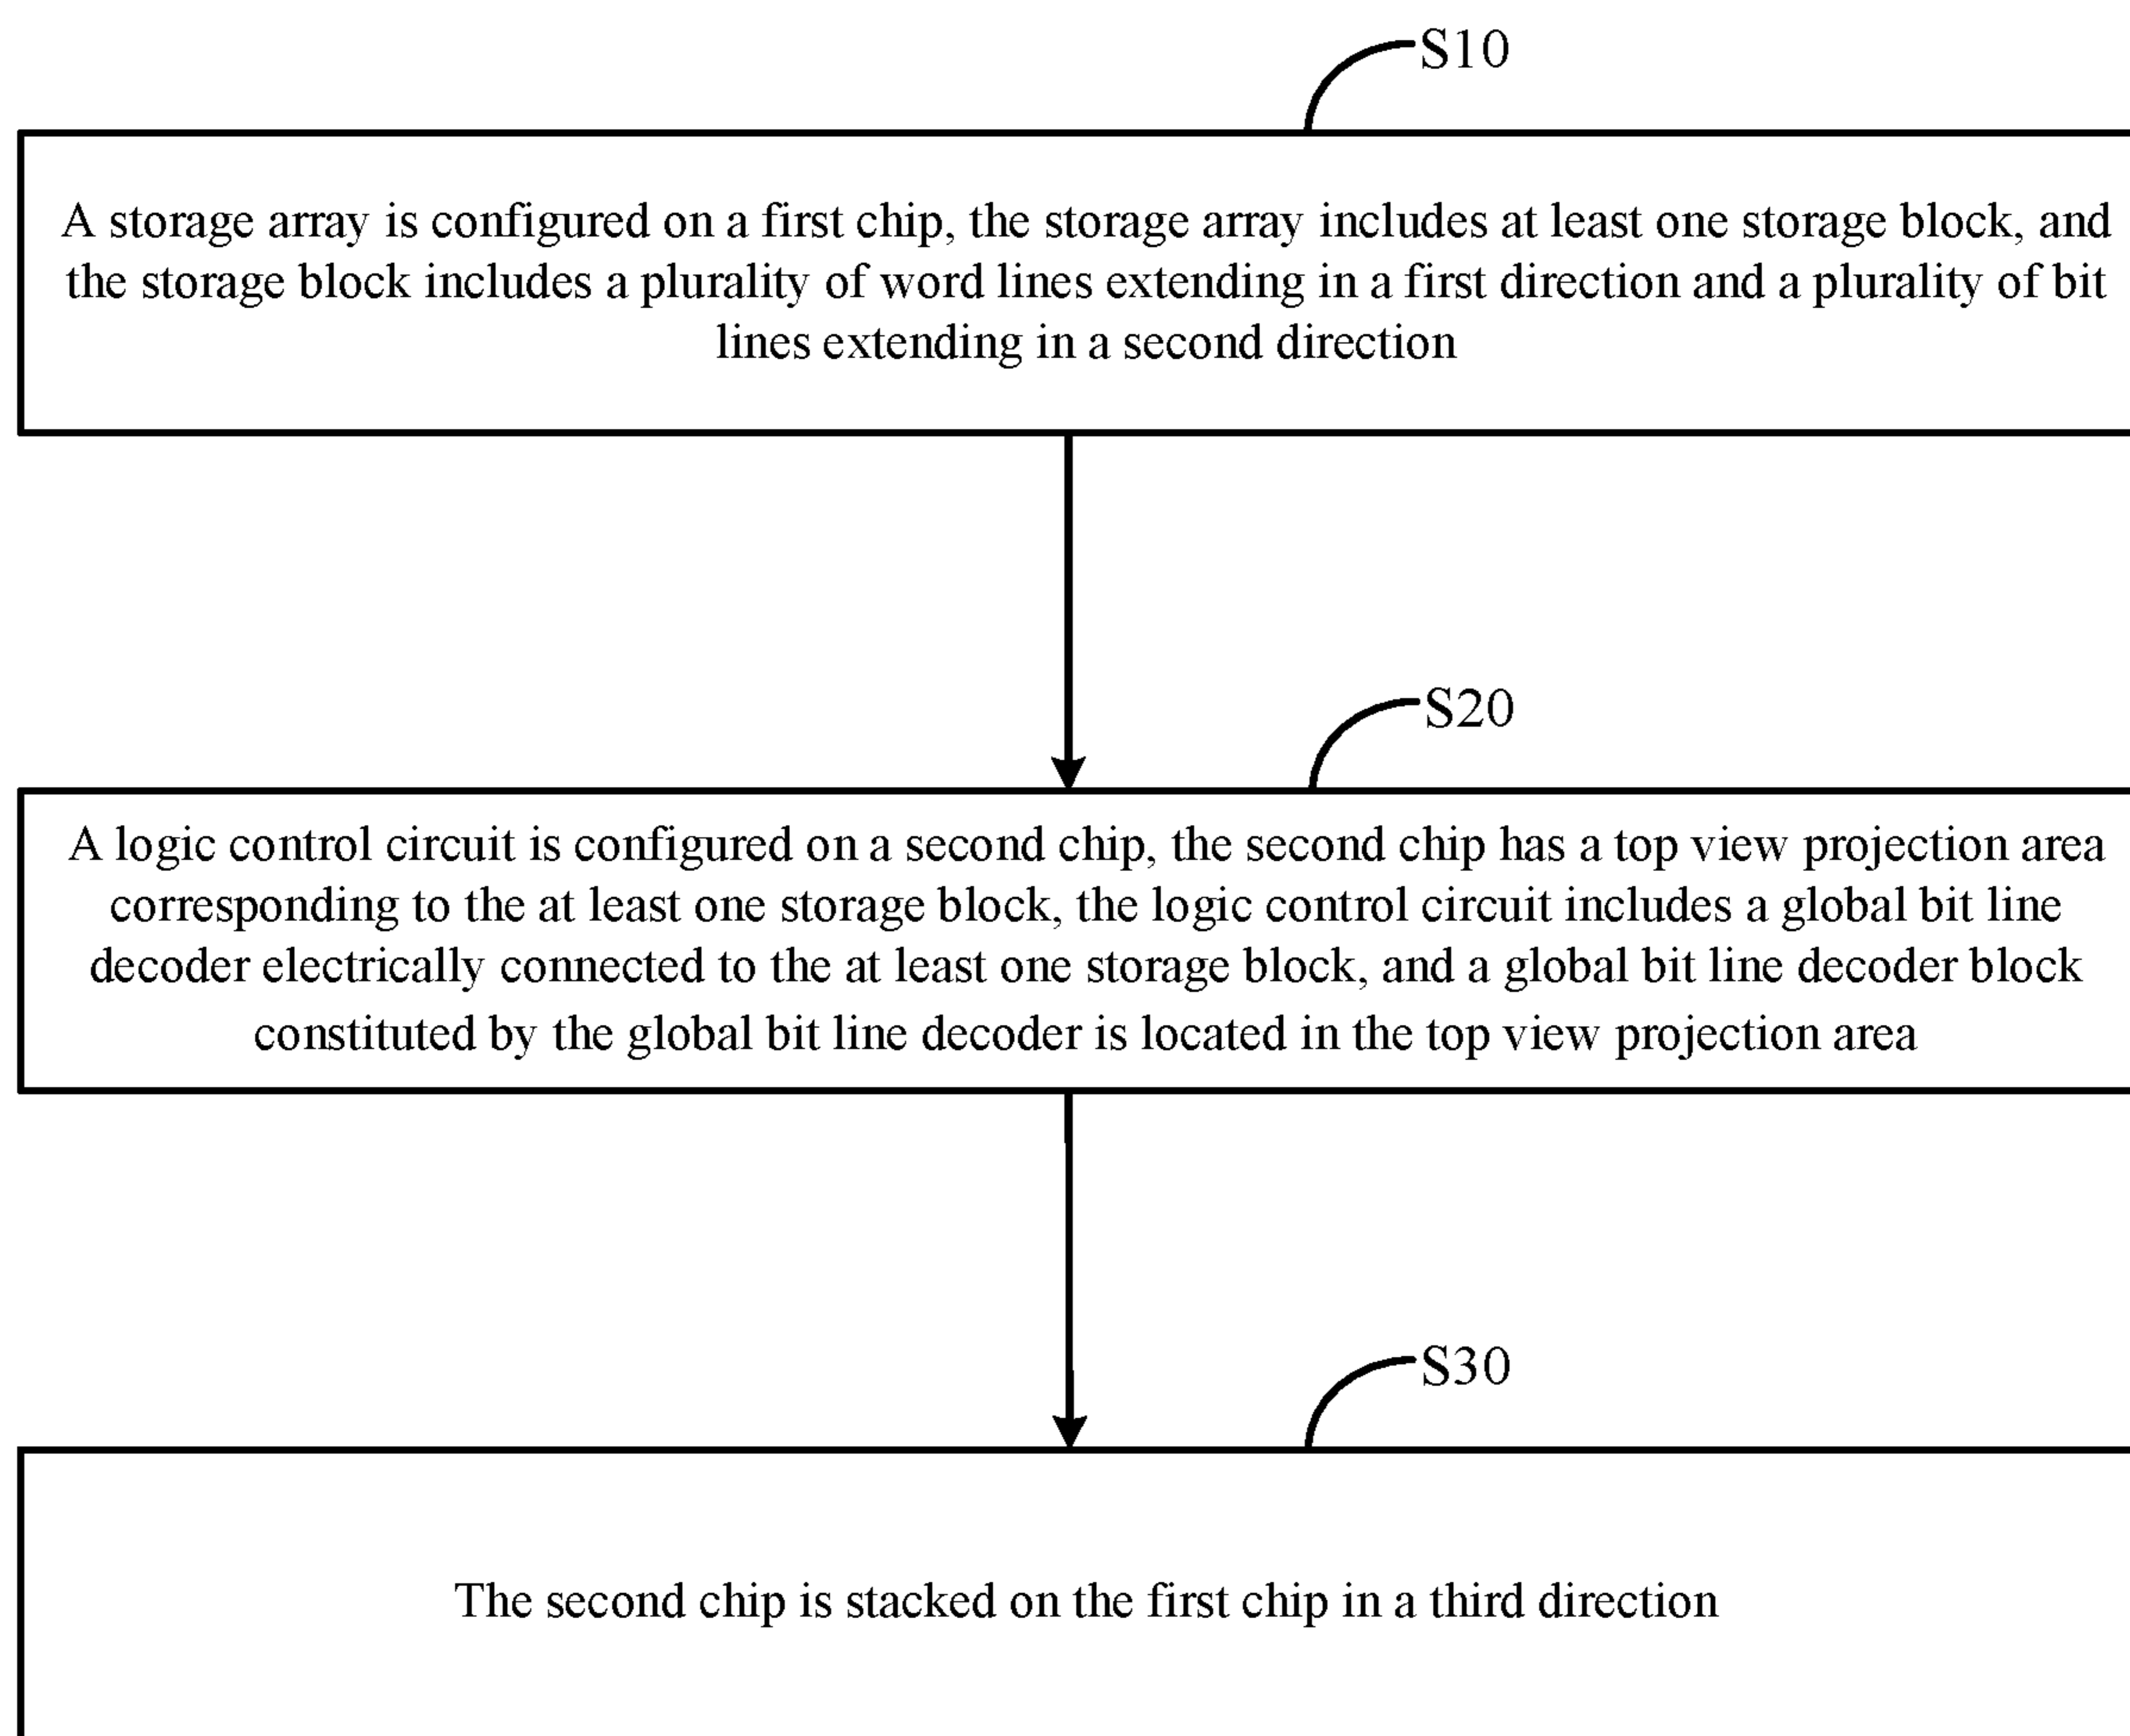 S10
A storage array is configured on a first chip, the storage array includes at least one storage block, and
the storage block includes a plurality of word lines extending in a first direction and a plurality of bit
lines extending in a second direction
S20
A logic control circuit is configured on a second chip, the second chip has a top view projection area
corresponding to the at least one storage block, the logic control circuit includes a global bit line
decoder electrically connected to the at least one storage block, and a global bit line decoder block
constituted by the global bit line decoder is located in the top view projection area
S30
The second chip is stacked on the first chip in a third direction